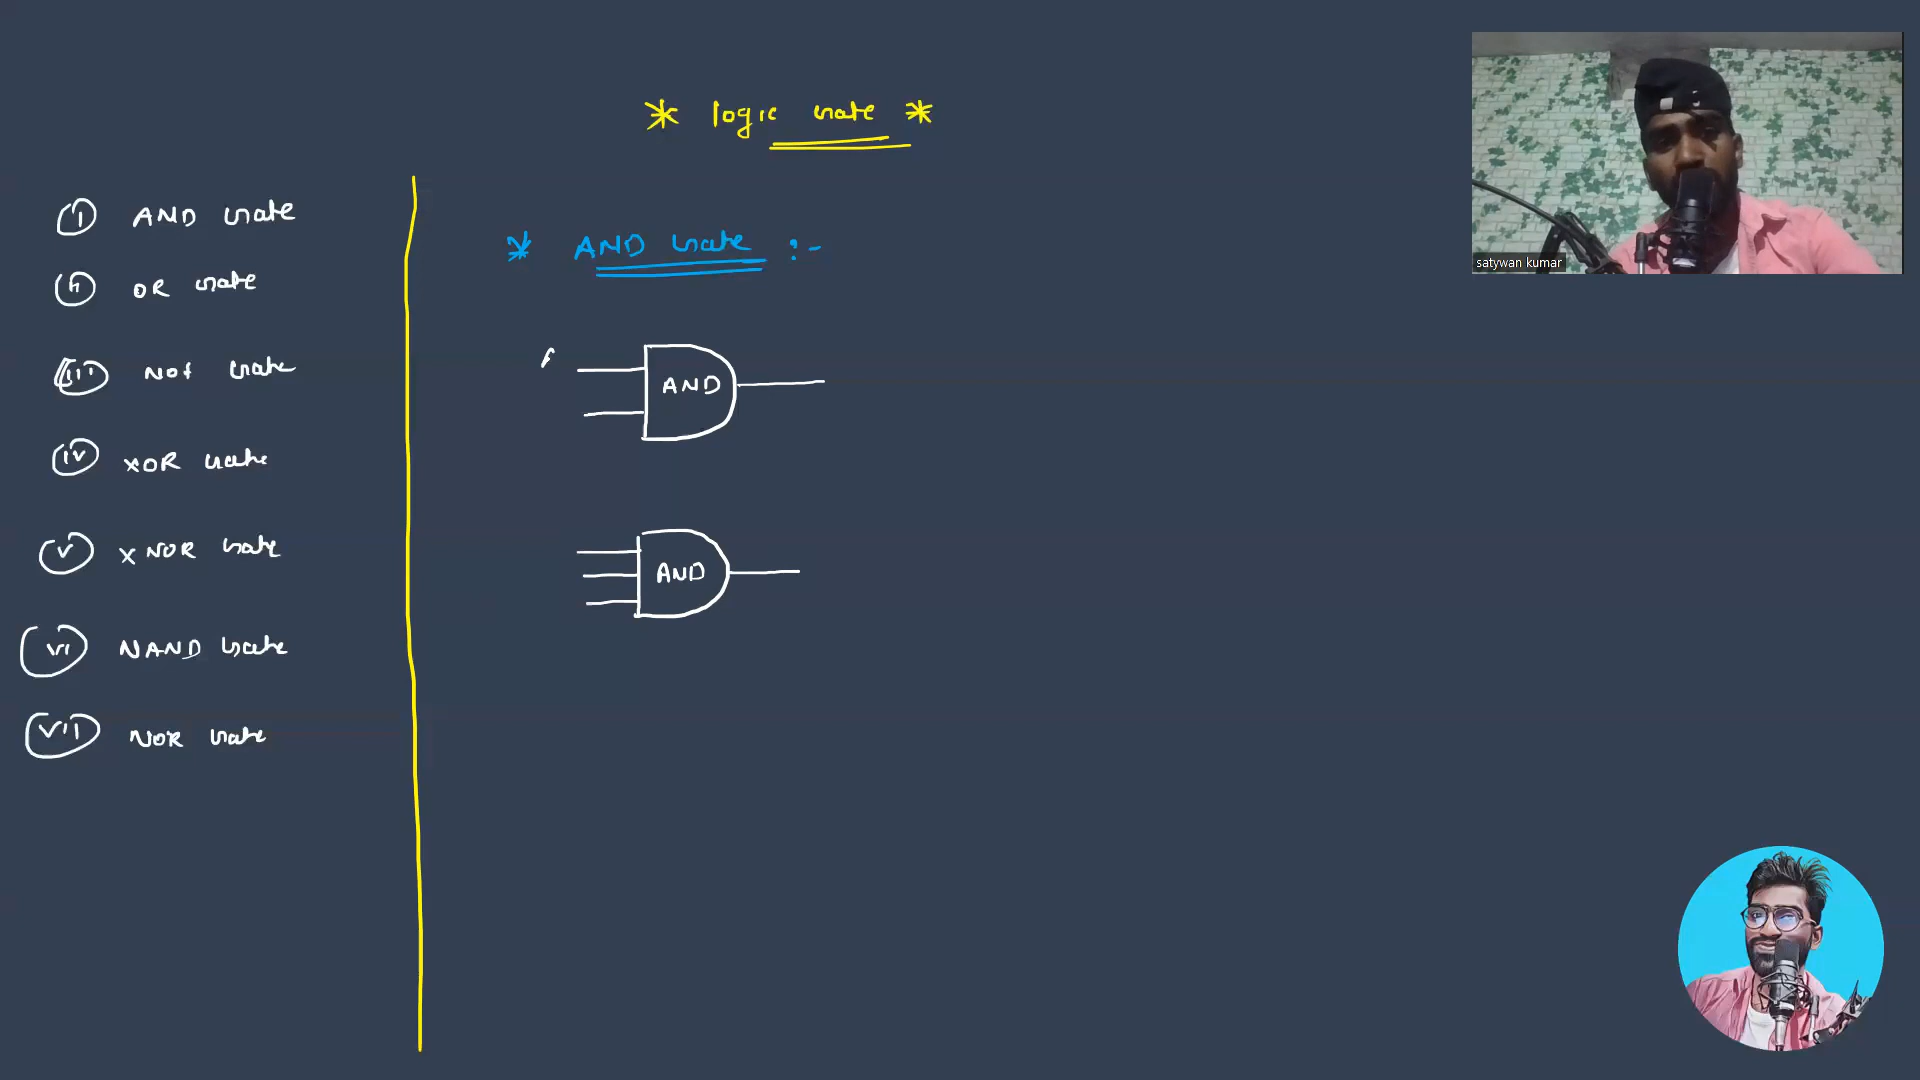 * logic Gate *
① AND Gate
ii OR Gate
iii Not Gate
iv XOR Gate
v XNOR Gate
vi NAND Gate
vii NOR Gate
* AND Gate :-
AND
AND
satywan kumar